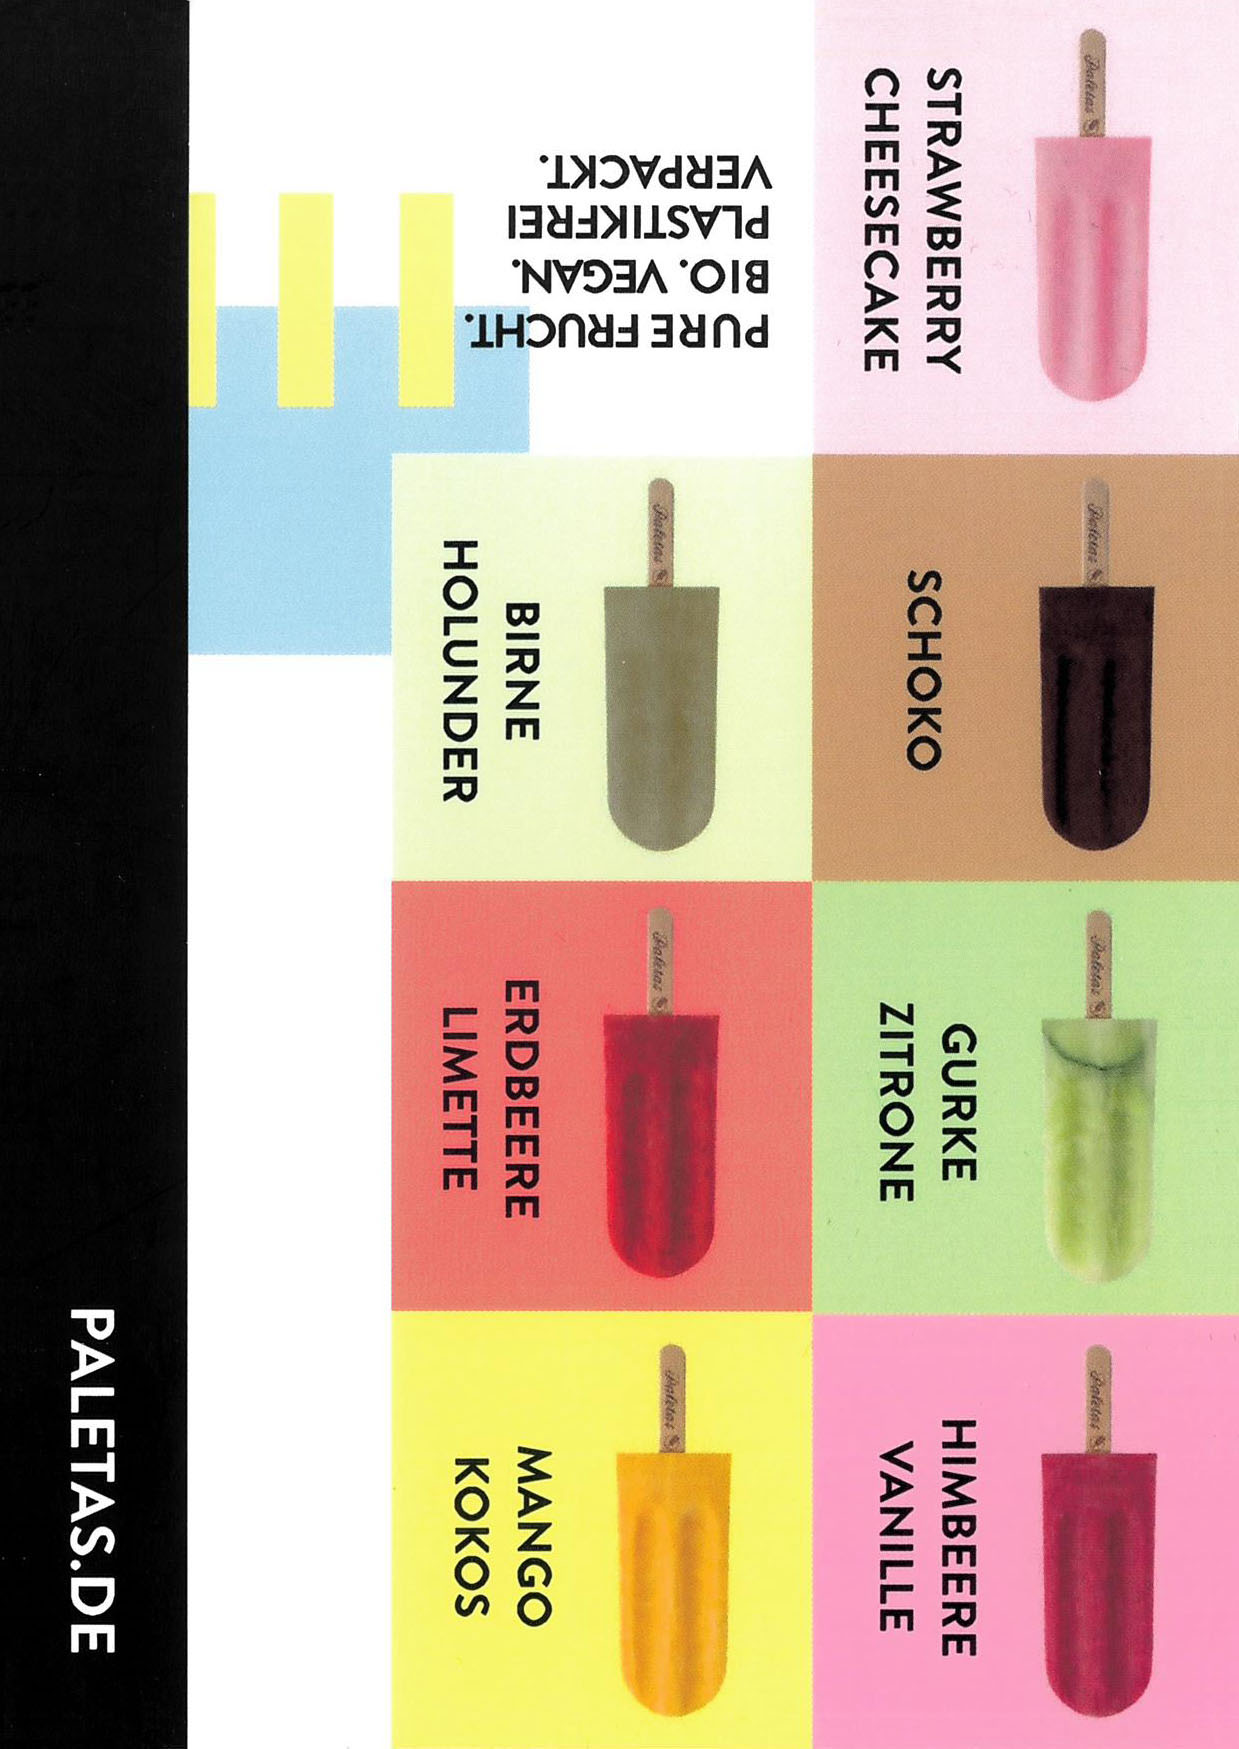 Paletas
STRAWBERRY
CHEESECAKE
Paletas
SCHOKO
Paletas
GURKE
ZITRONE
Paletas
HIMBEERE
VANILLE
PURE FRUCHT.
BIO. VEGAN.
PLASTIKFREI
VERPACKT.
Paletas
BIRNE
HOLUNDER
Paletas
ERDBEERE
LIMETTE
Paletas
MANGO
KOKOS
PALETAS.DE